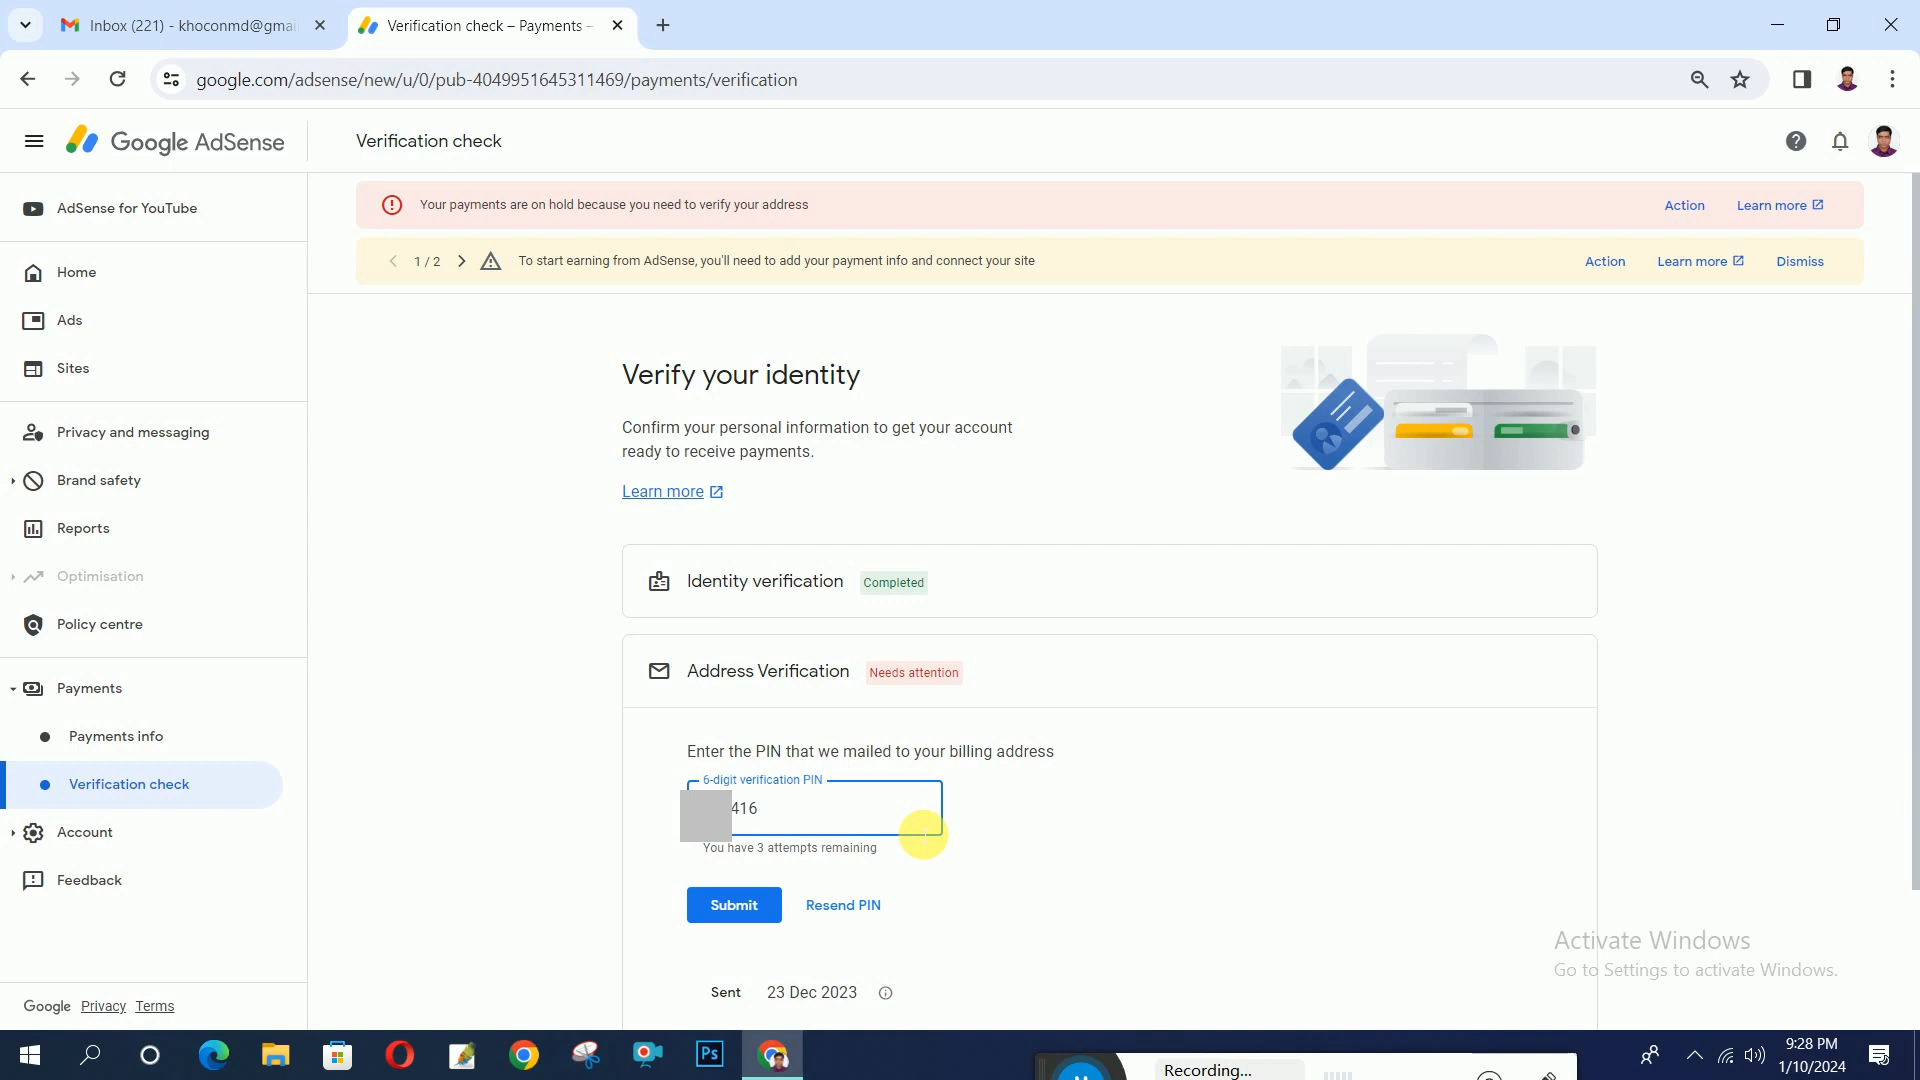 Inbox (221) - khoconmd@gmai
Verification check – Payments –
google.com/adsense/new/u/0/pub-4049951645311469/payments/verification
Google AdSense
Verification check
AdSense for YouTube
Home
Ads
Sites
Privacy and messaging
Brand safety
Reports
Optimisation
Policy centre
Payments
Payments info
Verification check
Account
Feedback
Google Privacy Terms
Your payments are on hold because you need to verify your address
Action Learn more
1 / 2 To start earning from AdSense, you'll need to add your payment info and connect your site
Action Learn more Dismiss
Verify your identity
Confirm your personal information to get your account
ready to receive payments.
Learn more
Identity verification Completed
Address Verification Needs attention
Enter the PIN that we mailed to your billing address
6-digit verification PIN
416
You have 3 attempts remaining
Submit Resend PIN
Sent 23 Dec 2023
Activate Windows
Go to Settings to activate Windows.
Ps
Recording...
9:28 PM
1/10/2024